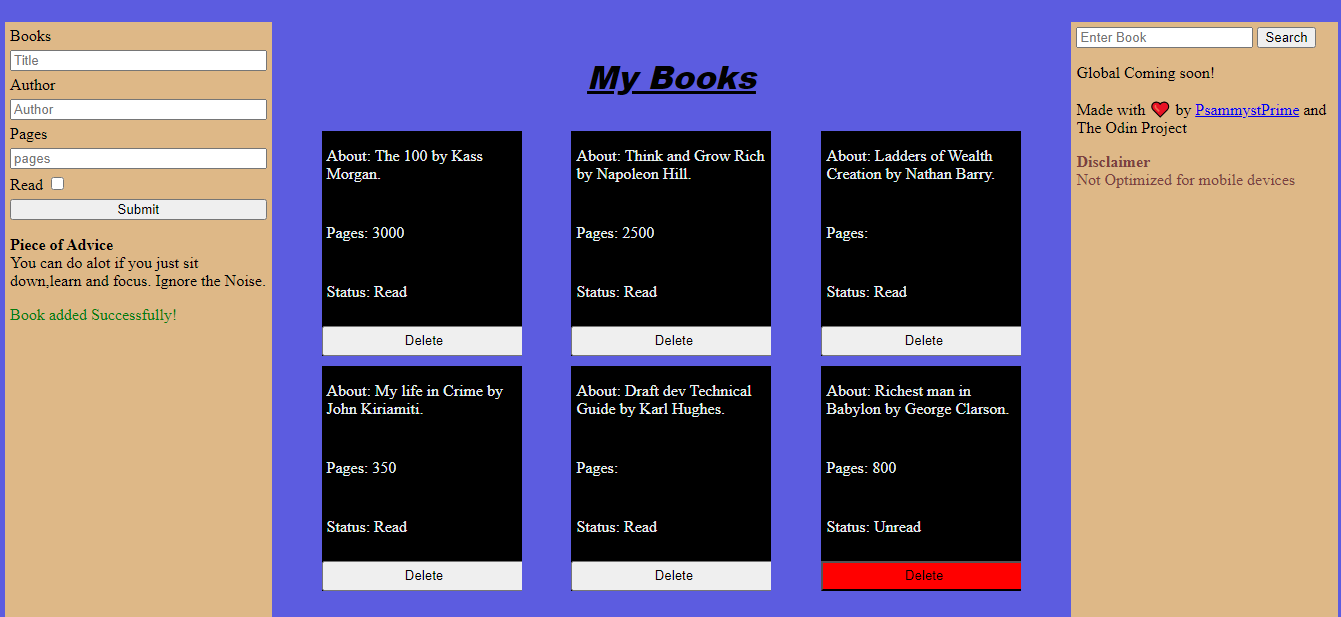 Books
Title
Author
Author
Pages
pages
Read
Submit
Piece of Advice
You can do alot if you just sit
down,learn and focus. Ignore the Noise.
Book added Successfully!
My Books
About: The 100 by Kass
Morgan.
Pages: 3000
Status: Read
Delete
About: Think and Grow Rich
by Napoleon Hill.
Pages: 2500
Status: Read
Delete
About: Ladders of Wealth
Creation by Nathan Barry.
Pages:
Status: Read
Delete
About: My life in Crime by
John Kiriamiti.
Pages: 350
Status: Read
Delete
About: Draft dev Technical
Guide by Karl Hughes.
Pages:
Status: Read
Delete
About: Richest man in
Babylon by George Clarson.
Pages: 800
Status: Unread
Delete
Enter Book Search
Global Coming soon!
Made with ❤️ by PsammystPrime and
The Odin Project
Disclaimer
Not Optimized for mobile devices